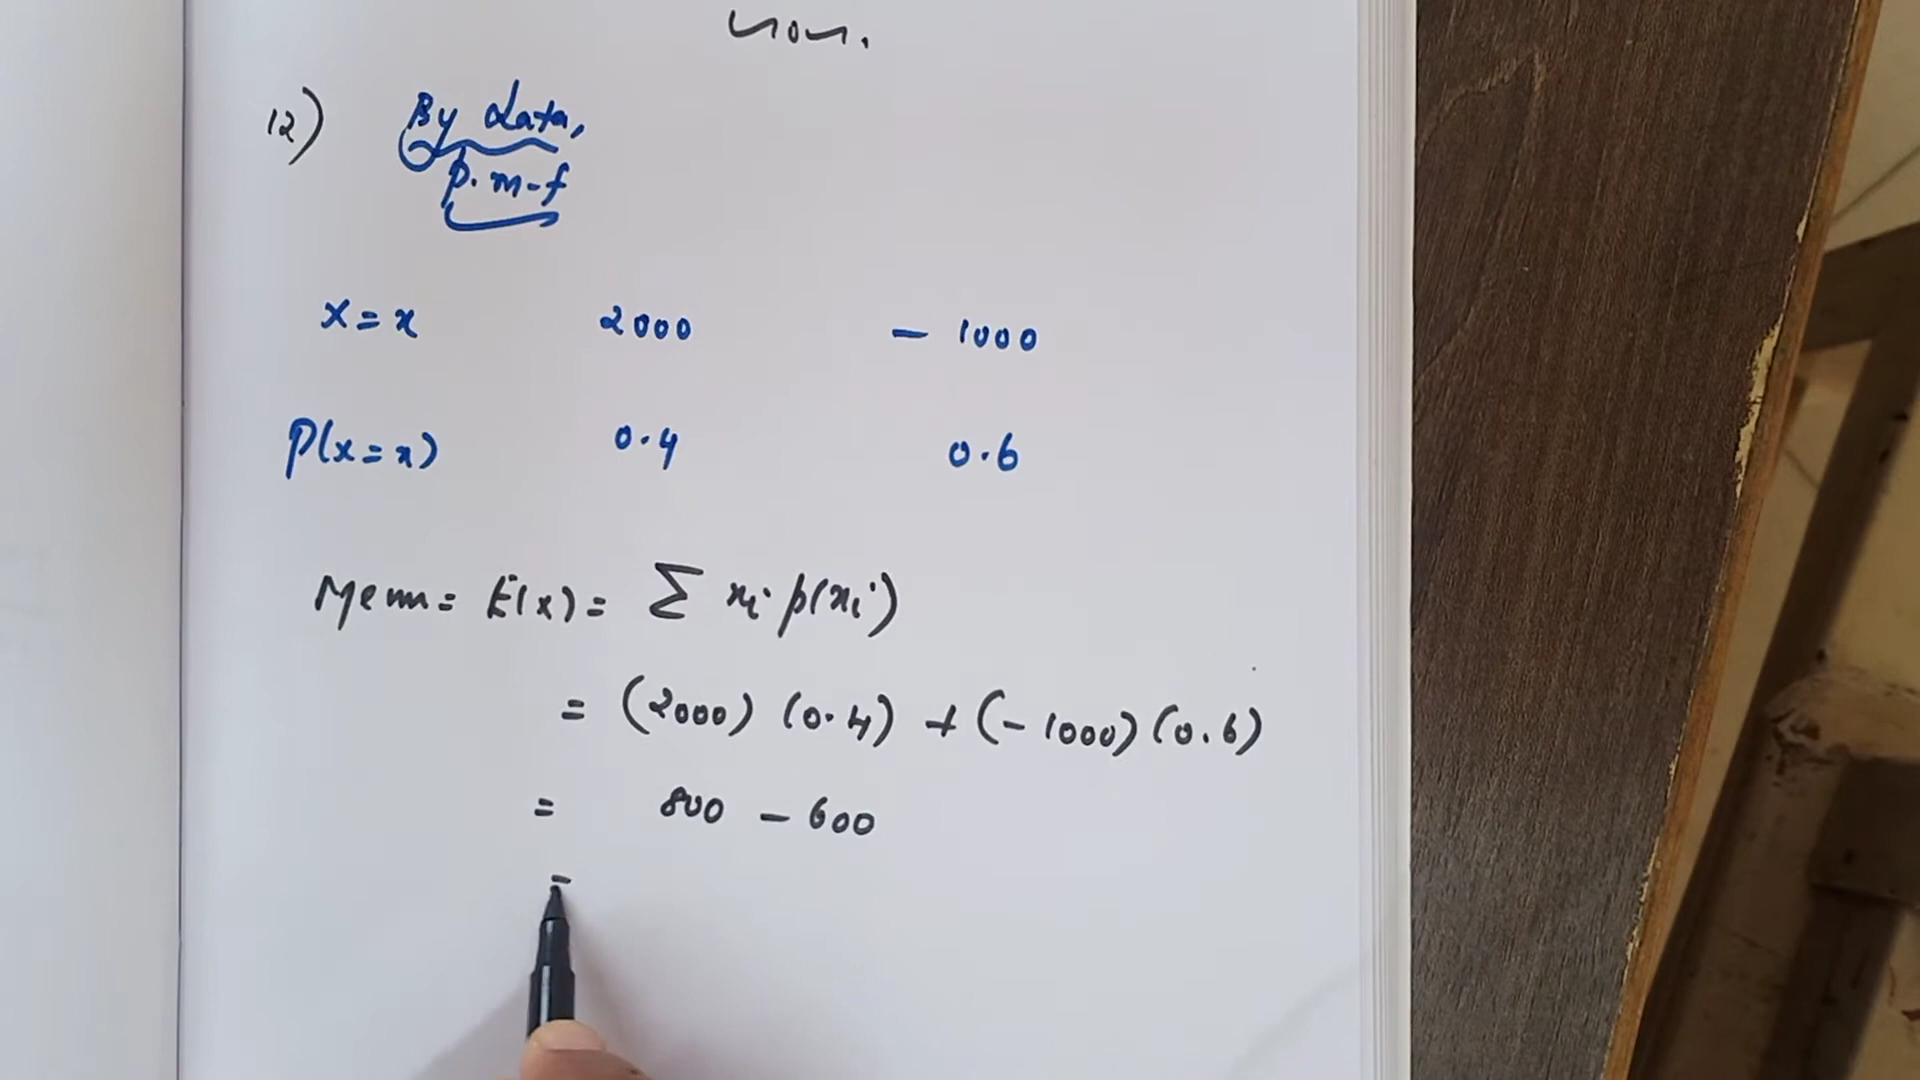 12) By data,
p.m-f
x = x 2000 - 1000
P(x=x) 0.4 0.6
Mean = E(x) = Σ xi p(xi)
= (2000) (0.4) + (-1000) (0.6)
= 800 - 600
=